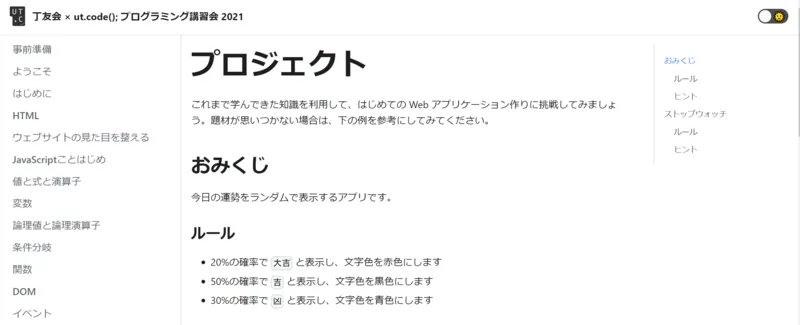 UT
.C
丁友会 × ut.code(); プログラミング講習会 2021
事前準備
ようこそ
はじめに
HTML
ウェブサイトの見た目を整える
JavaScriptことはじめ
値と式と演算子
変数
論理値と論理演算子
条件分岐
関数
DOM
イベント
プロジェクト
これまで学んできた知識を利用して、はじめての Web アプリケーション作りに挑戦してみましょ
う。題材が思いつかない場合は、下の例を参考にしてみてください。
おみくじ
今日の運勢をランダムで表示するアプリです。
ルール
20%の確率で 大吉 と表示し、文字色を赤色にします
50%の確率で 吉 と表示し、文字色を黒色にします
30%の確率で 凶 と表示し、文字色を青色にします
おみくじ
ルール
ヒント
ストップウォッチ
ルール
ヒント